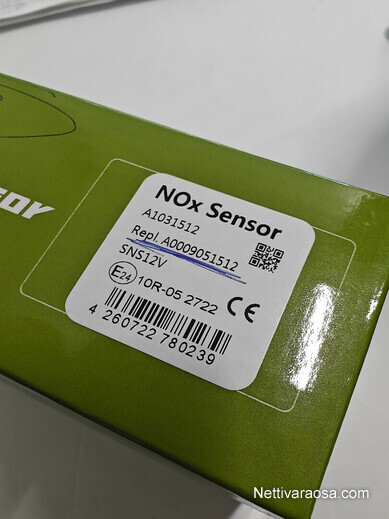 NOx Sensor
A1031512
Repl. A0009051512
SNS12V
E24 10R-05 2722 CE
4 260722 780239
Nettivaraosa.com